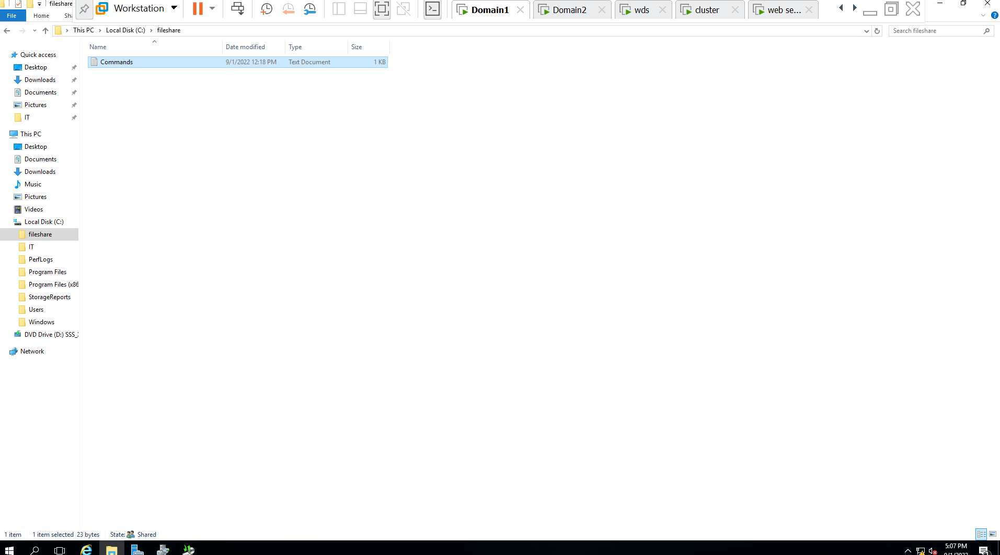 fileshare
Workstation
Domain1
Domain2
wds
cluster
web se...
File
Home
This PC
Local Disk (C:)
fileshare
Search fileshare
Name
Date modified
Type
Size
Commands
9/1/2022 12:18 PM
Text Document
1 KB
Quick access
Desktop
Downloads
Documents
Pictures
IT
This PC
Desktop
Documents
Downloads
Music
Pictures
Videos
Local Disk (C:)
fileshare
IT
PerfLogs
Program Files
Program Files (x86
StorageReports
Users
Windows
DVD Drive (D:) SSS_
Network
1 item
1 item selected 23 bytes
State: Shared
5:07 PM